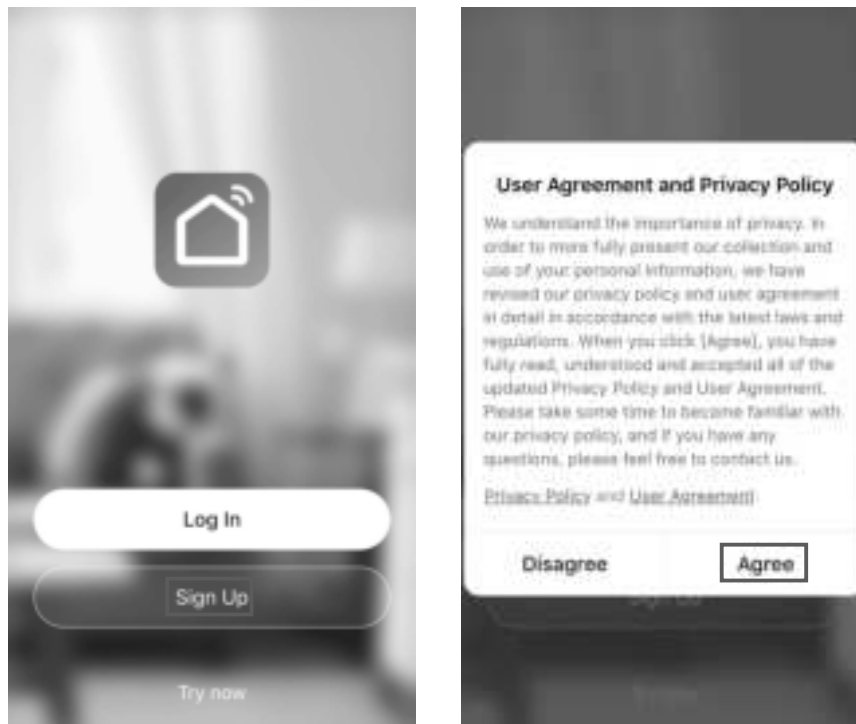 Log In
Sign Up
Try now
User Agreement and Privacy Policy
We understand the importance of privacy. In
order to more fully present our collection and
use of your personal information, we have
revised our privacy policy and user agreement
in detail in accordance with the latest laws and
regulations. When you click [Agree], you have
fully read, understood and accepted all of the
updated Privacy Policy and User Agreement.
Please take some time to become familiar with
our privacy policy, and if you have any
questions, please feel free to contact us.
Privacy Policy and User Agreement
Disagree
Agree